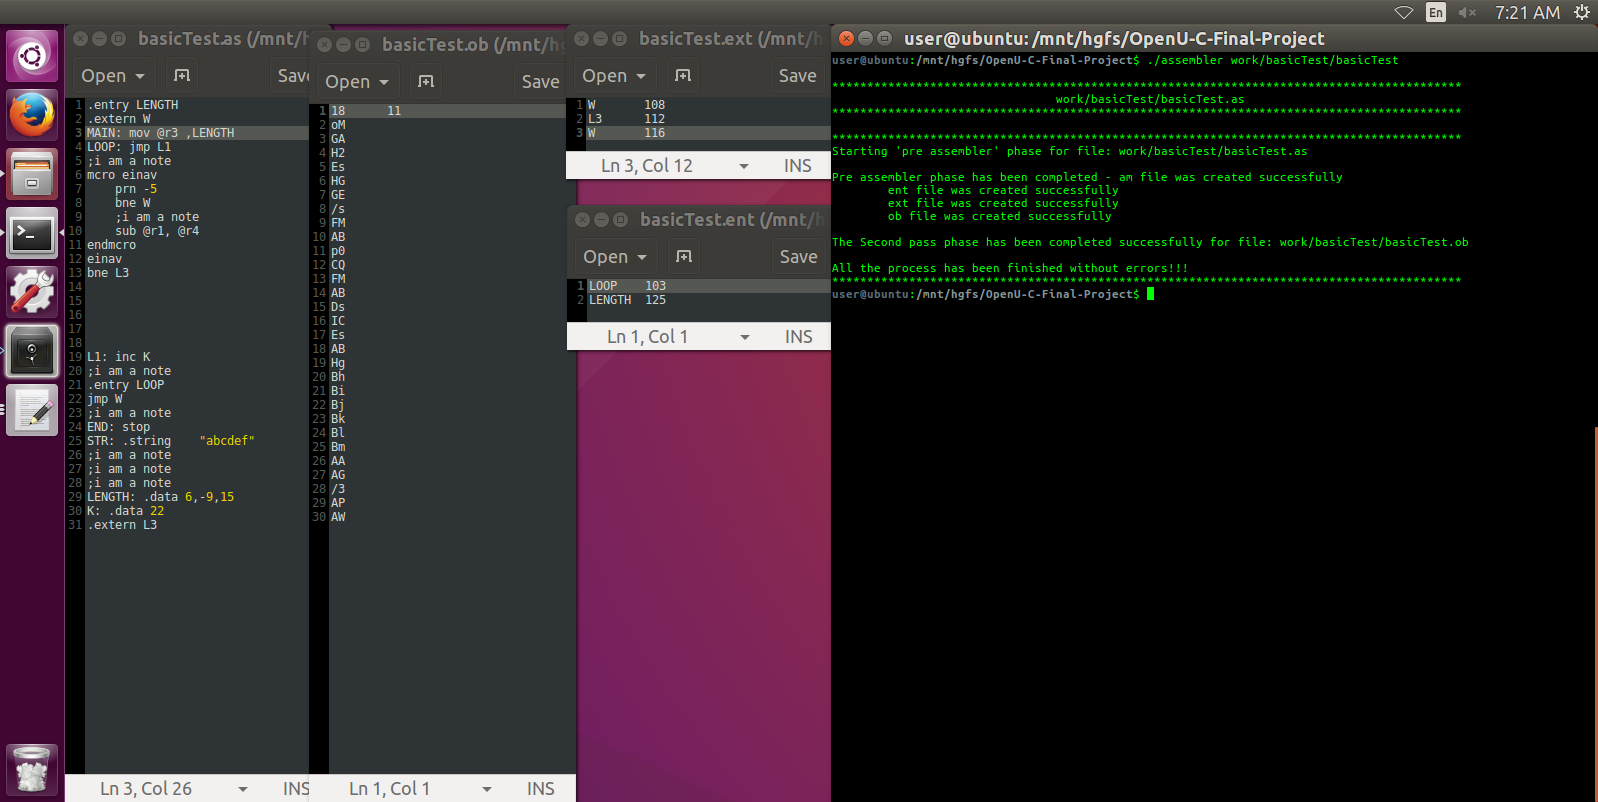 En
7:21 AM
basicTest.as (/mnt/h
Open
Sav
1 .entry LENGTH
2 .extern W
3 MAIN: mov @r3 ,LENGTH
4 LOOP: jmp L1
5 ;i am a note
6 mcro einav
7     prn -5
8     bne W
9     ;i am a note
10     sub @r1, @r4
11 endmcro
12 einav
13 bne L3
14
15
16
17
18
19 L1: inc K
20 ;i am a note
21 .entry LOOP
22 jmp W
23 ;i am a note
24 END: stop
25 STR: .string    "abcdef"
26 ;i am a note
27 ;i am a note
28 ;i am a note
29 LENGTH: .data 6,-9,15
30 K: .data 22
31 .extern L3
Ln 3, Col 26
INS
basicTest.ob (/mnt/hg
Open
Save
1 18      11
2 oM
3 GA
4 H2
5 Es
6 HG
7 GE
8 /s
9 FM
10 AB
11 p0
12 CQ
13 FM
14 AB
15 Ds
16 IC
17 Es
18 AB
19 Hg
20 Bh
21 Bi
22 Bj
23 Bk
24 Bl
25 Bm
26 AA
27 AG
28 /3
29 AP
30 AW
Ln 1, Col 1
INS
basicTest.ext (/mnt/h
Open
Save
1 W       108
2 L3      112
3 W       116
Ln 3, Col 12
INS
basicTest.ent (/mnt/h
Open
Save
1 LOOP    103
2 LENGTH  125
Ln 1, Col 1
INS
user@ubuntu: /mnt/hgfs/OpenU-C-Final-Project
user@ubuntu:/mnt/hgfs/OpenU-C-Final-Project$ ./assembler work/basicTest/basicTest
******************************************************************************************
work/basicTest/basicTest.as
******************************************************************************************
******************************************************************************************
Starting 'pre assembler' phase for file: work/basicTest/basicTest.as
Pre assembler phase has been completed - am file was created successfully
ent file was created successfully
ext file was created successfully
ob file was created successfully
The Second pass phase has been completed successfully for file: work/basicTest/basicTest.ob
All the process has been finished without errors!!!
******************************************************************************************
user@ubuntu:/mnt/hgfs/OpenU-C-Final-Project$